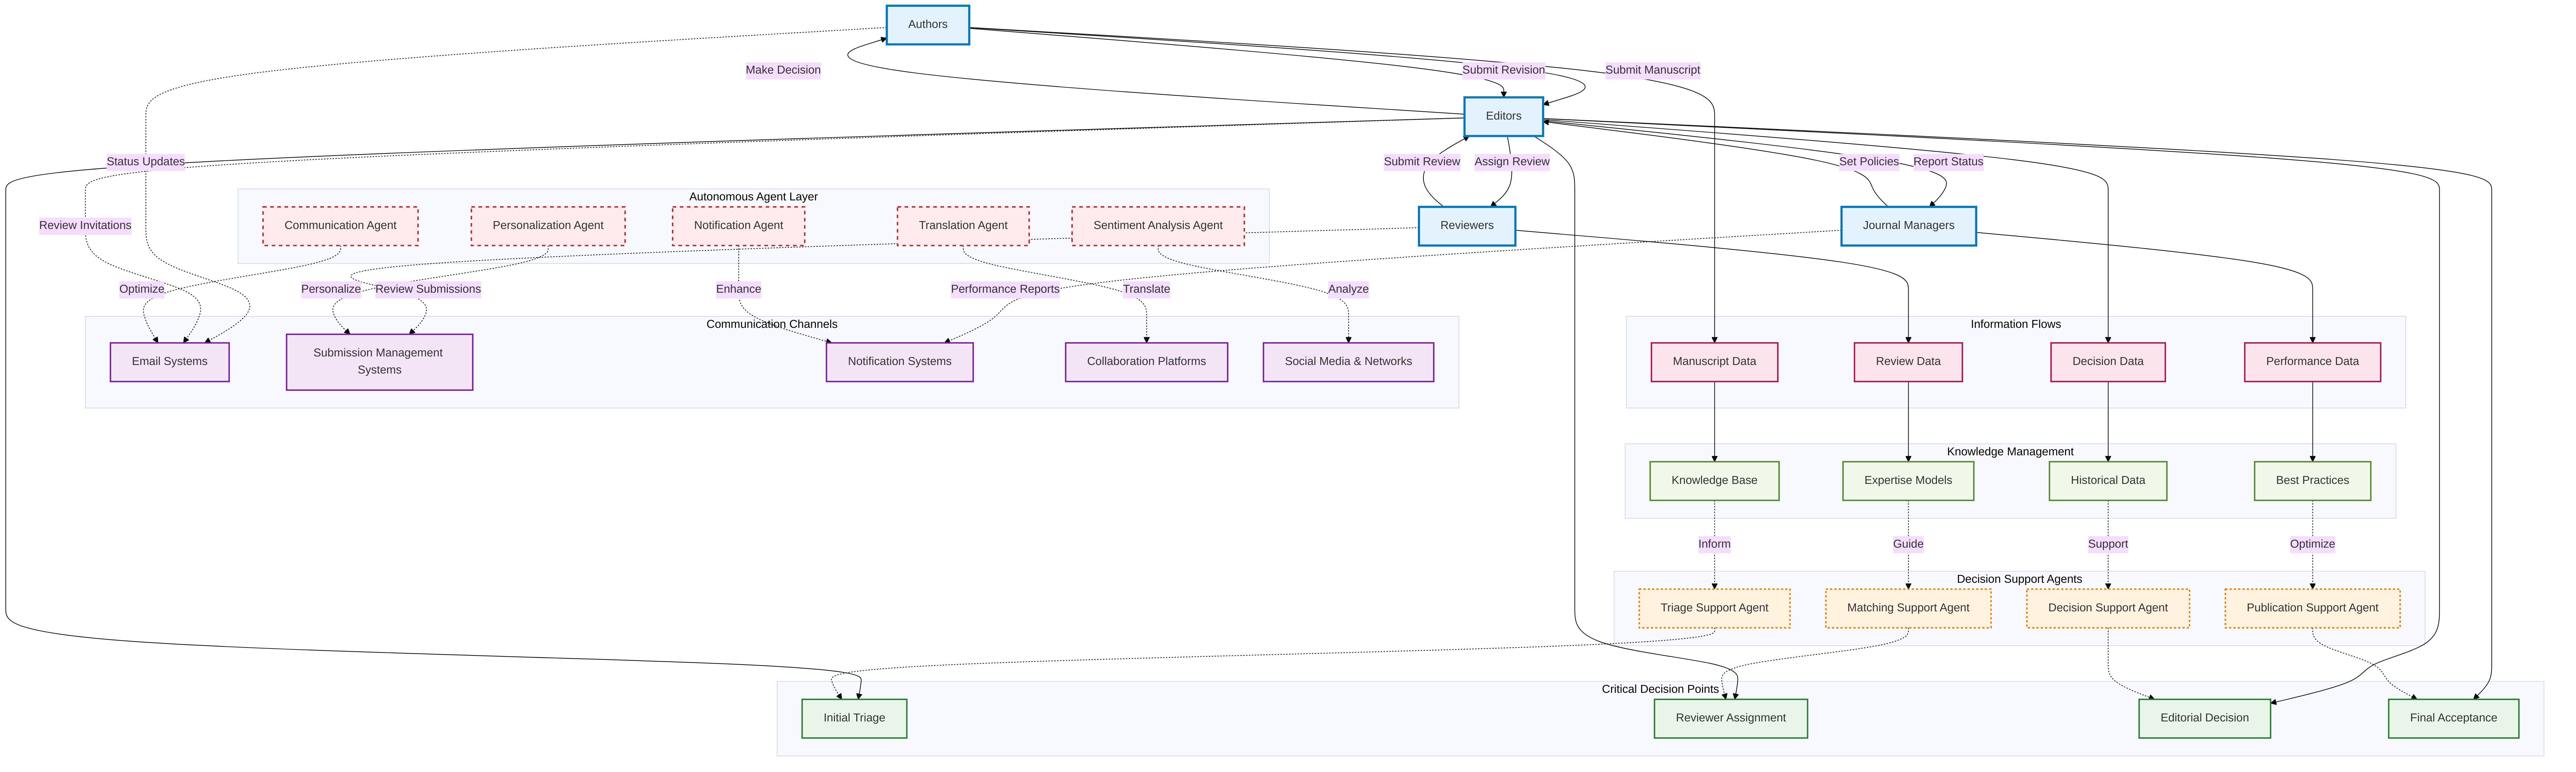 Authors
Make Decision
Submit Revision
Submit Manuscript
Editors
Status Updates
Submit Review
Assign Review
Set Policies
Report Status
Autonomous Agent Layer
Review Invitations
Communication Agent
Personalization Agent
Notification Agent
Translation Agent
Sentiment Analysis Agent
Reviewers
Journal Managers
Optimize
Personalize
Review Submissions
Enhance
Performance Reports
Translate
Analyze
Communication Channels
Information Flows
Email Systems
Submission Management
Systems
Notification Systems
Collaboration Platforms
Social Media & Networks
Manuscript Data
Review Data
Decision Data
Performance Data
Knowledge Management
Knowledge Base
Expertise Models
Historical Data
Best Practices
Inform
Guide
Support
Optimize
Decision Support Agents
Triage Support Agent
Matching Support Agent
Decision Support Agent
Publication Support Agent
Critical Decision Points
Initial Triage
Reviewer Assignment
Editorial Decision
Final Acceptance